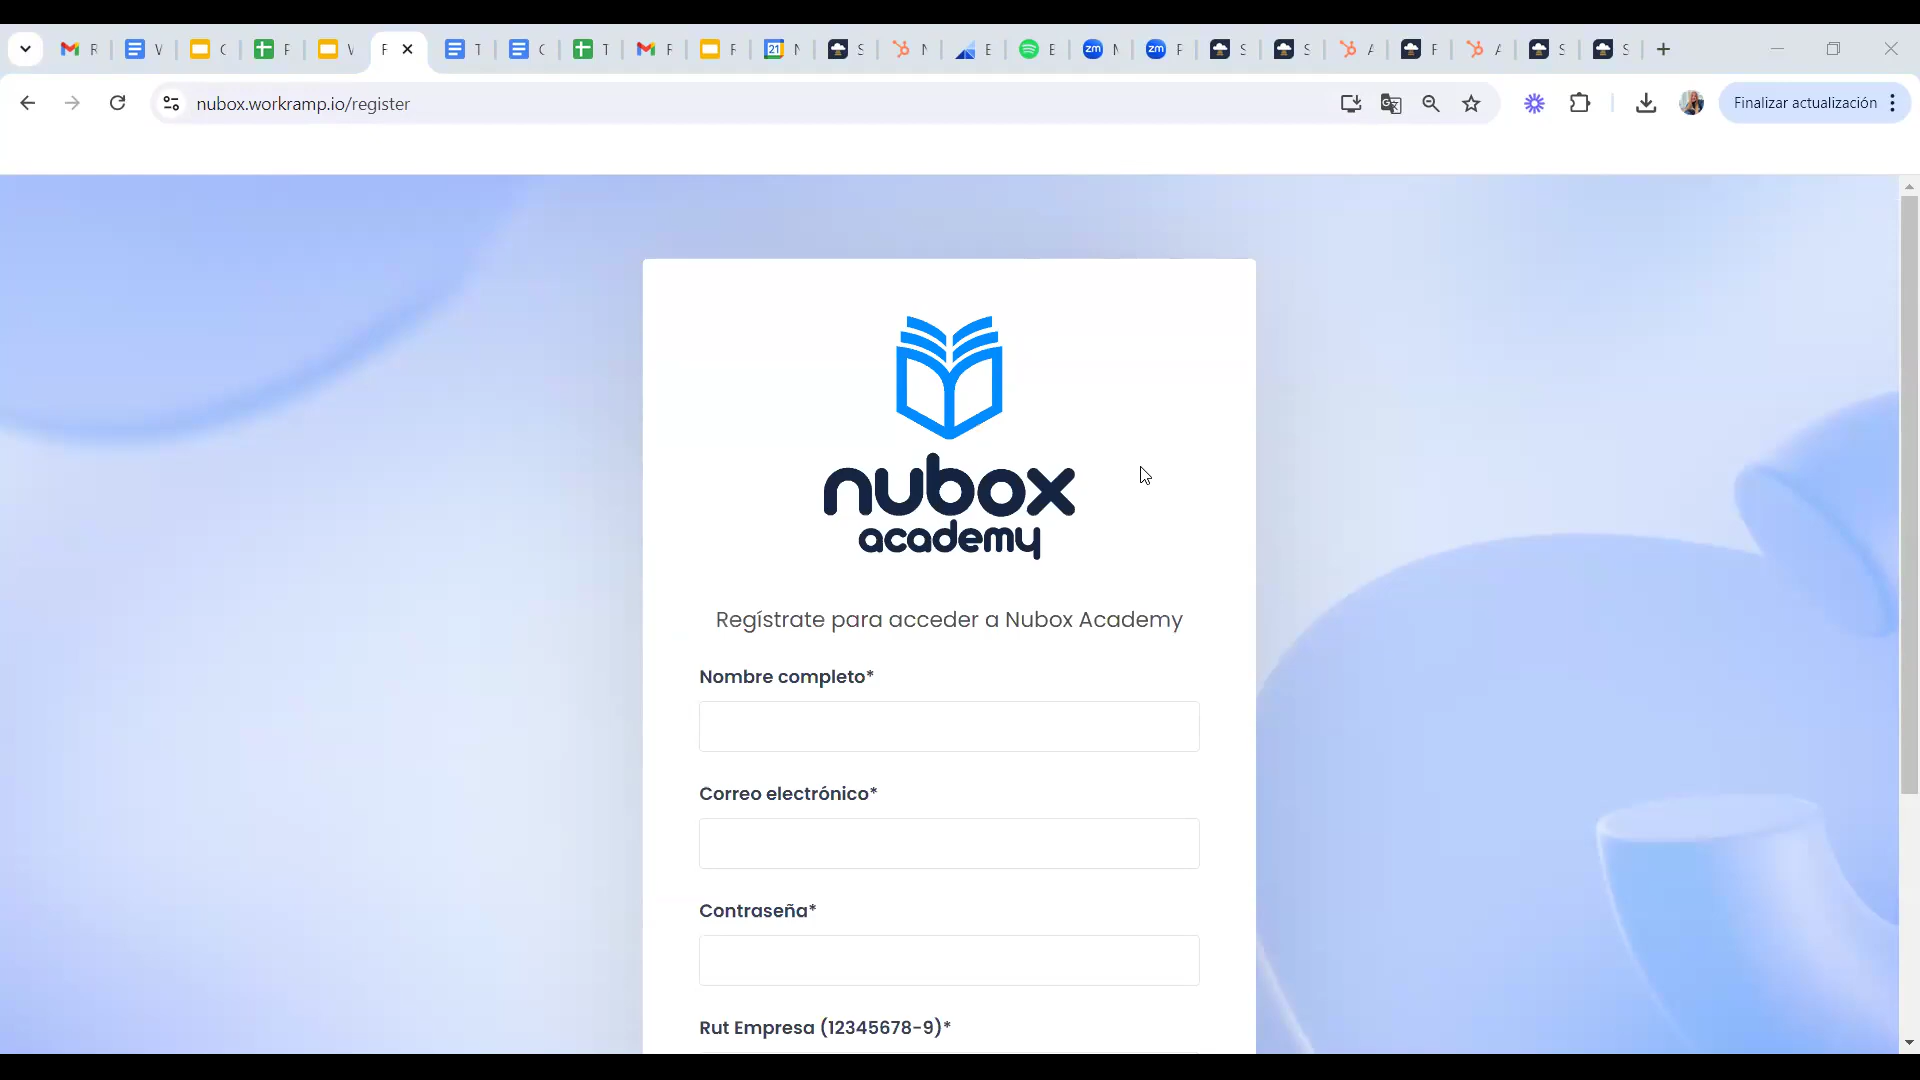 nubox.workramp.io/register
Finalizar actualización
nubox
academy
Regístrate para acceder a Nubox Academy
Nombre completo*
Correo electrónico*
Contraseña*
Rut Empresa (12345678-9)*